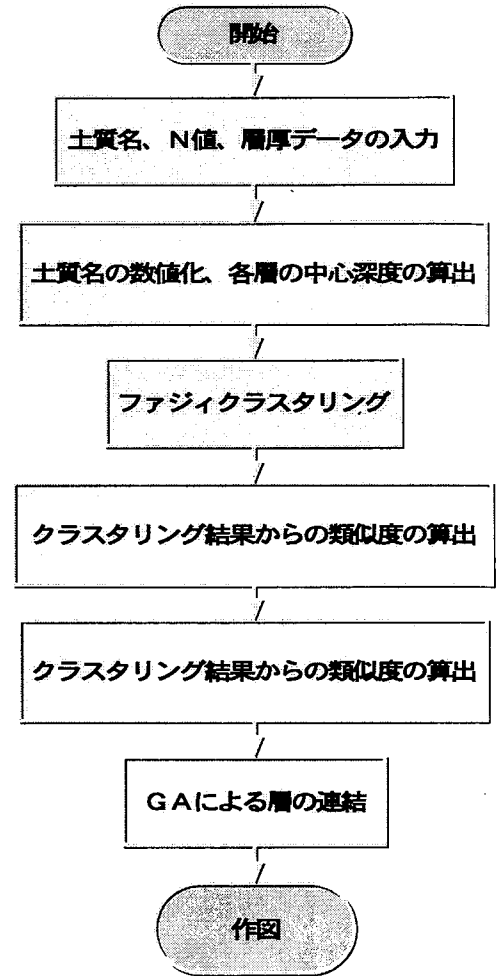 開始
土質名、N値、層厚データの入力
土質名の数値化、各層の中心深度の算出
ファジィクラスタリング
クラスタリング結果からの類似度の算出
クラスタリング結果からの類似度の算出
GAによる層の連結
作図